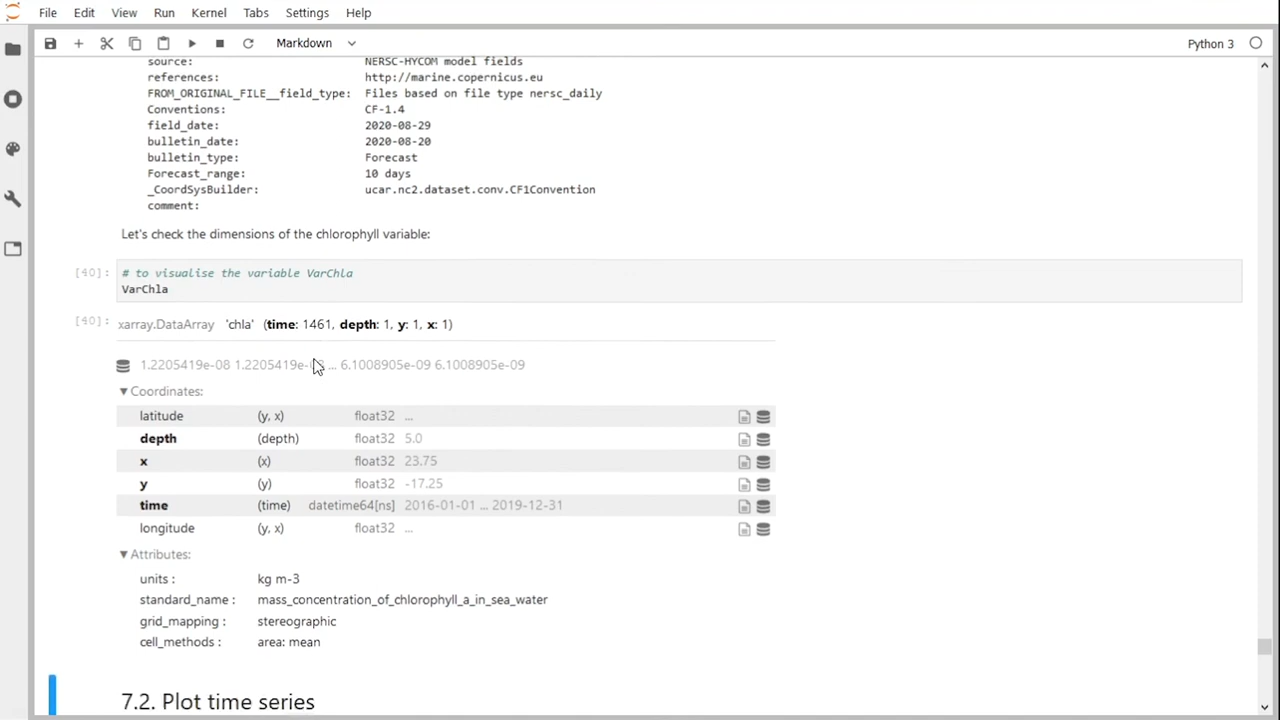 File Edit View Run Kernel Tabs Settings Help
Markdown Python 3
source: NERSC-HYCOM model fields
references: http://marine.copernicus.eu
FROM_ORIGINAL_FILE__field_type: Files based on file type nersc_daily
Conventions: CF-1.4
field_date: 2020-08-29
bulletin_date: 2020-08-20
bulletin_type: Forecast
Forecast_range: 10 days
_CoordSysBuilder: ucar.nc2.dataset.conv.CF1Convention
comment:
Let's check the dimensions of the chlorophyll variable:
[40]: # to visualise the variable VarChla
VarChla
[40]: xarray.DataArray 'chla' (time: 1461, depth: 1, y: 1, x: 1)
1.2205419e-08 ... 6.1008905e-09 6.1008905e-09
Coordinates:
latitude (y, x) float32 ...
depth (depth) float32 5.0
x (x) float32 23.75
y (y) float32 -17.25
time (time) datetime64[ns] 2016-01-01 ... 2019-12-31
longitude (y, x) float32 ...
Attributes:
units : kg m-3
standard_name : mass_concentration_of_chlorophyll_a_in_sea_water
grid_mapping : stereographic
cell_methods : area: mean
7.2. Plot time series